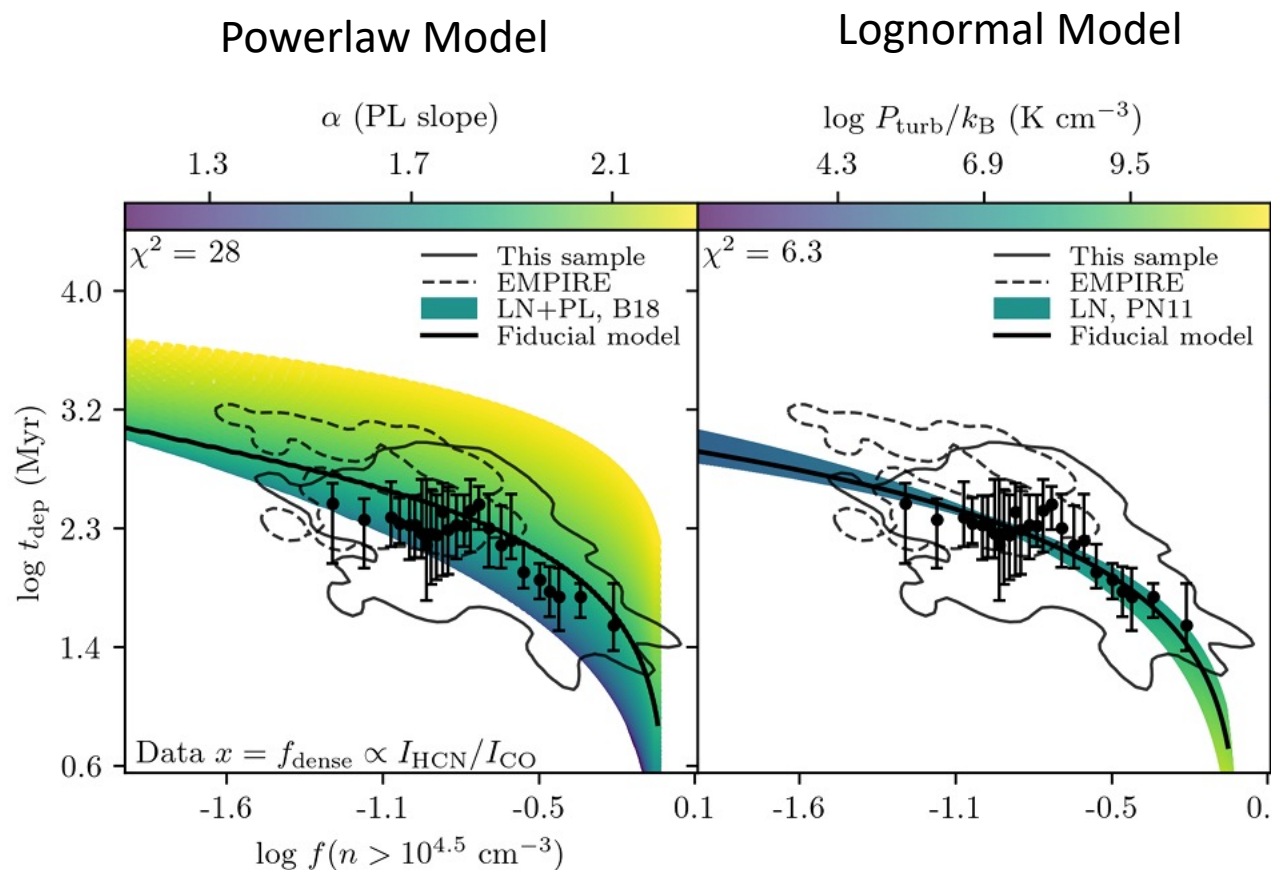 Powerlaw Model
Lognormal Model
α (PL slope)
log P_turb/k_B (K cm⁻³)
1.3 1.7 2.1
4.3 6.9 9.5
χ² = 28
This sample
EMPIRE
LN+PL, B18
Fiducial model
χ² = 6.3
This sample
EMPIRE
LN, PN11
Fiducial model
4.0
3.2
2.3
1.4
0.6
log t_dep (Myr)
Data x = f_dense ∝ I_HCN/I_CO
-1.6 -1.1 -0.5 0.1
-1.6 -1.1 -0.5 0.
log f(n > 10^4.5 cm⁻³)